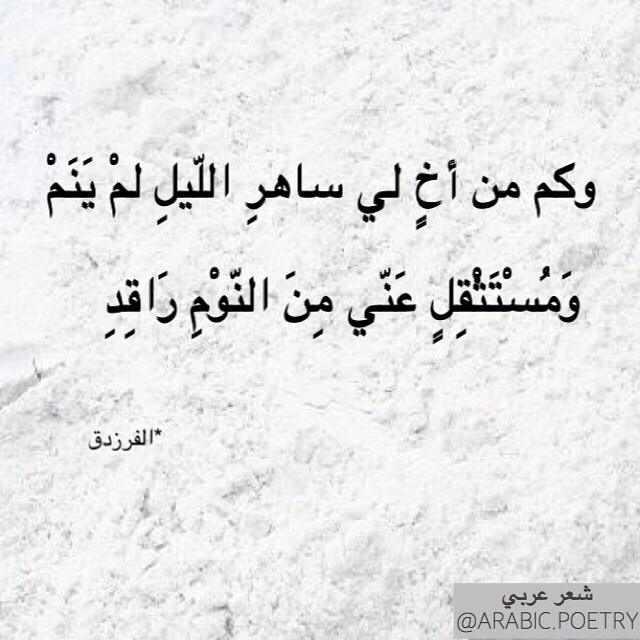 وكم من أخٍ لي ساهرِ اللّيلِ لمْ يَنَمْ
وَمُسْتَثْقِلٍ عَنّي مِنَ النّوْمِ رَاقِدِ
*الفرزدق
شعر عربي
@ARABIC.POETRY